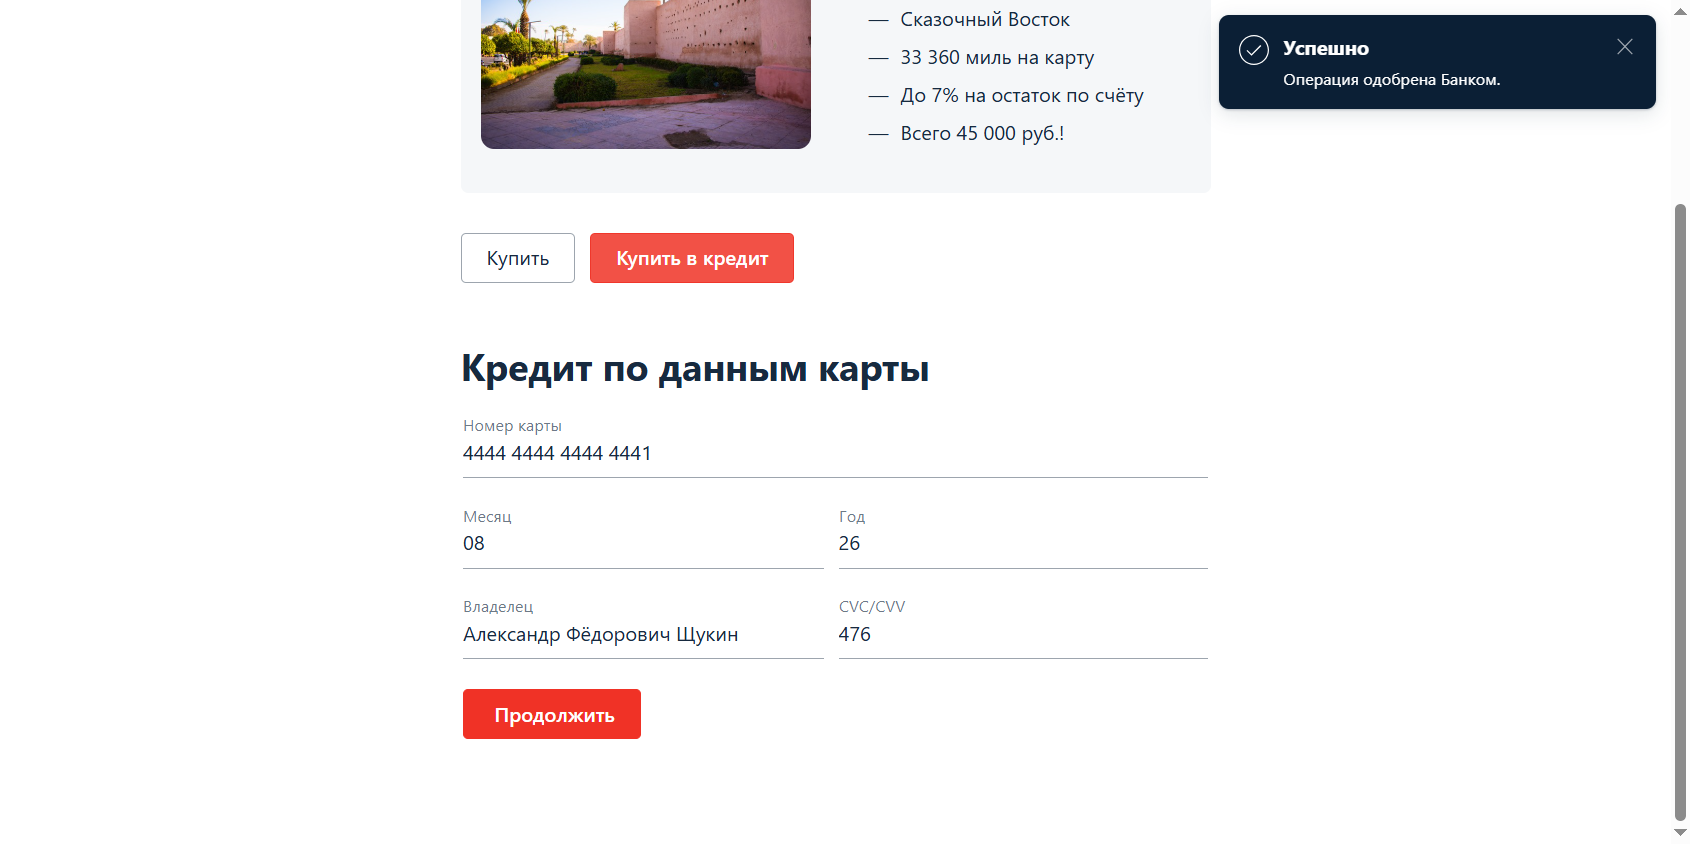 — Сказочный Восток
— 33 360 миль на карту
— До 7% на остаток по счёту
— Всего 45 000 руб.!
Успешно
Операция одобрена Банком.
Купить
Купить в кредит
Кредит по данным карты
Номер карты
4444 4444 4444 4441
Месяц
08
Год
26
Владелец
Александр Фёдорович Щукин
CVC/CVV
476
Продолжить